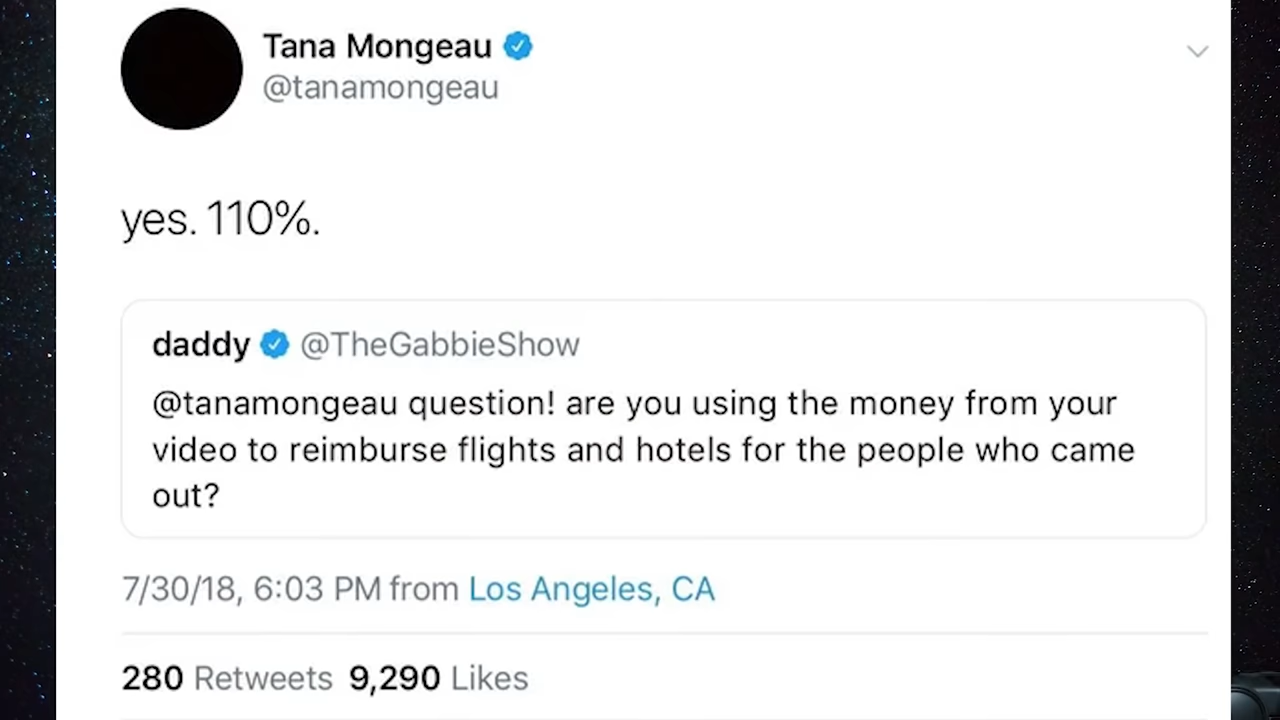 Tana Mongeau
@tanamongeau
yes. 110%.
daddy @TheGabbieShow
@tanamongeau question! are you using the money from your
video to reimburse flights and hotels for the people who came
out?
7/30/18, 6:03 PM from Los Angeles, CA
280 Retweets 9,290 Likes